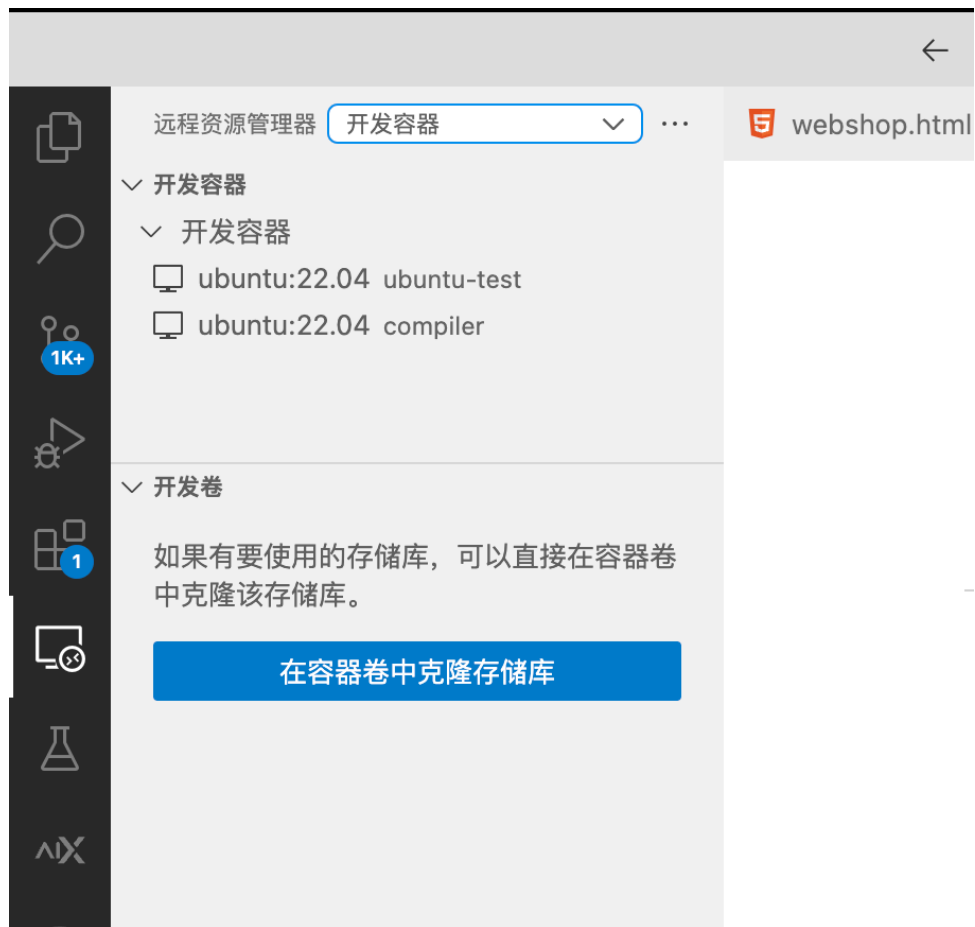 远程资源管理器 开发容器 ···
webshop.html
开发容器
开发容器
ubuntu:22.04 ubuntu-test
ubuntu:22.04 compiler
1K+
开发卷
1
如果有要使用的存储库，可以直接在容器卷
中克隆该存储库。
在容器卷中克隆存储库
AIX